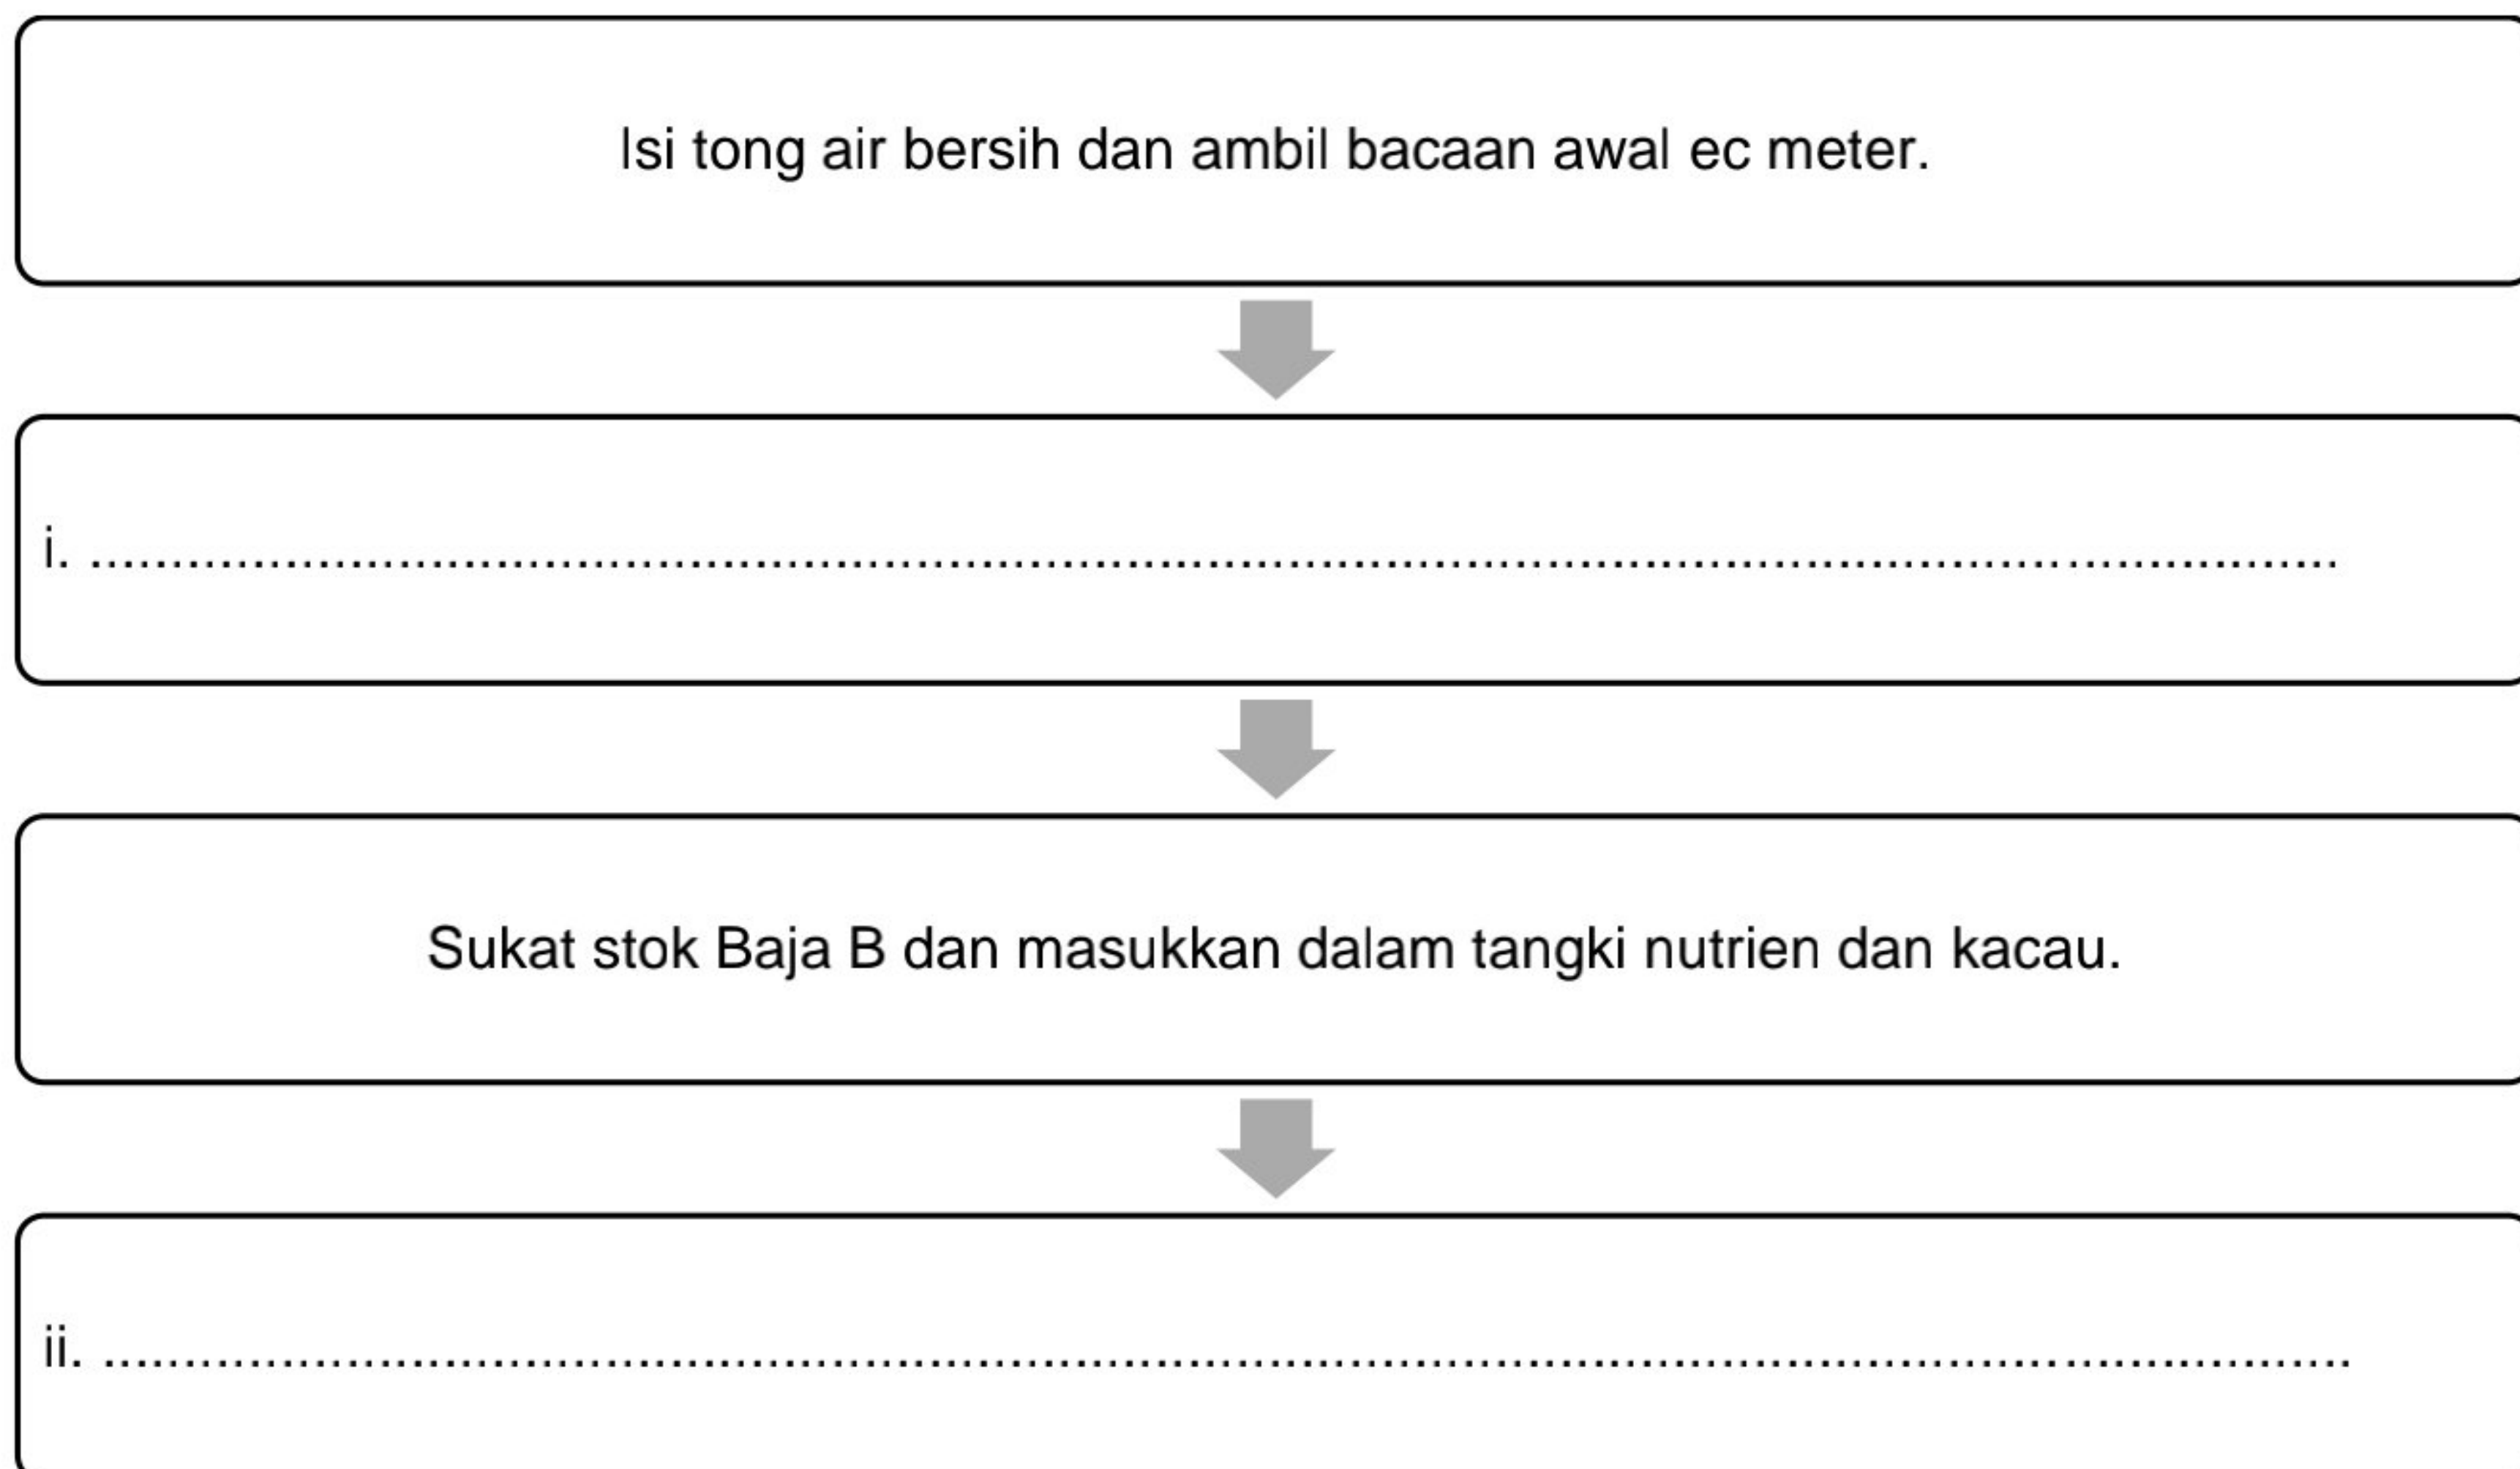 Isi tong air bersih dan ambil bacaan awal ec meter.
i. ..........................................................................................................................................
Sukat stok Baja B dan masukkan dalam tangki nutrien dan kacau.
ii. ..........................................................................................................................................